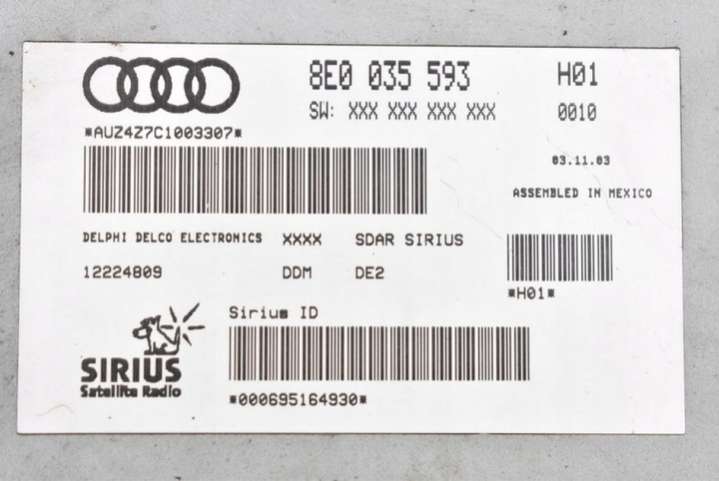 8E0 035 593 H01
SW: XXX XXX XXX XXX 0010
*AUZ4Z7C1003307*
03.11.03
ASSEMBLED IN MEXICO
DELPHI DELCO ELECTRONICS XXXX SDAR SIRIUS
12224809 DDM DE2
*H01*
Sirius ID
SIRIUS
Satellite Radio
*000695164930*